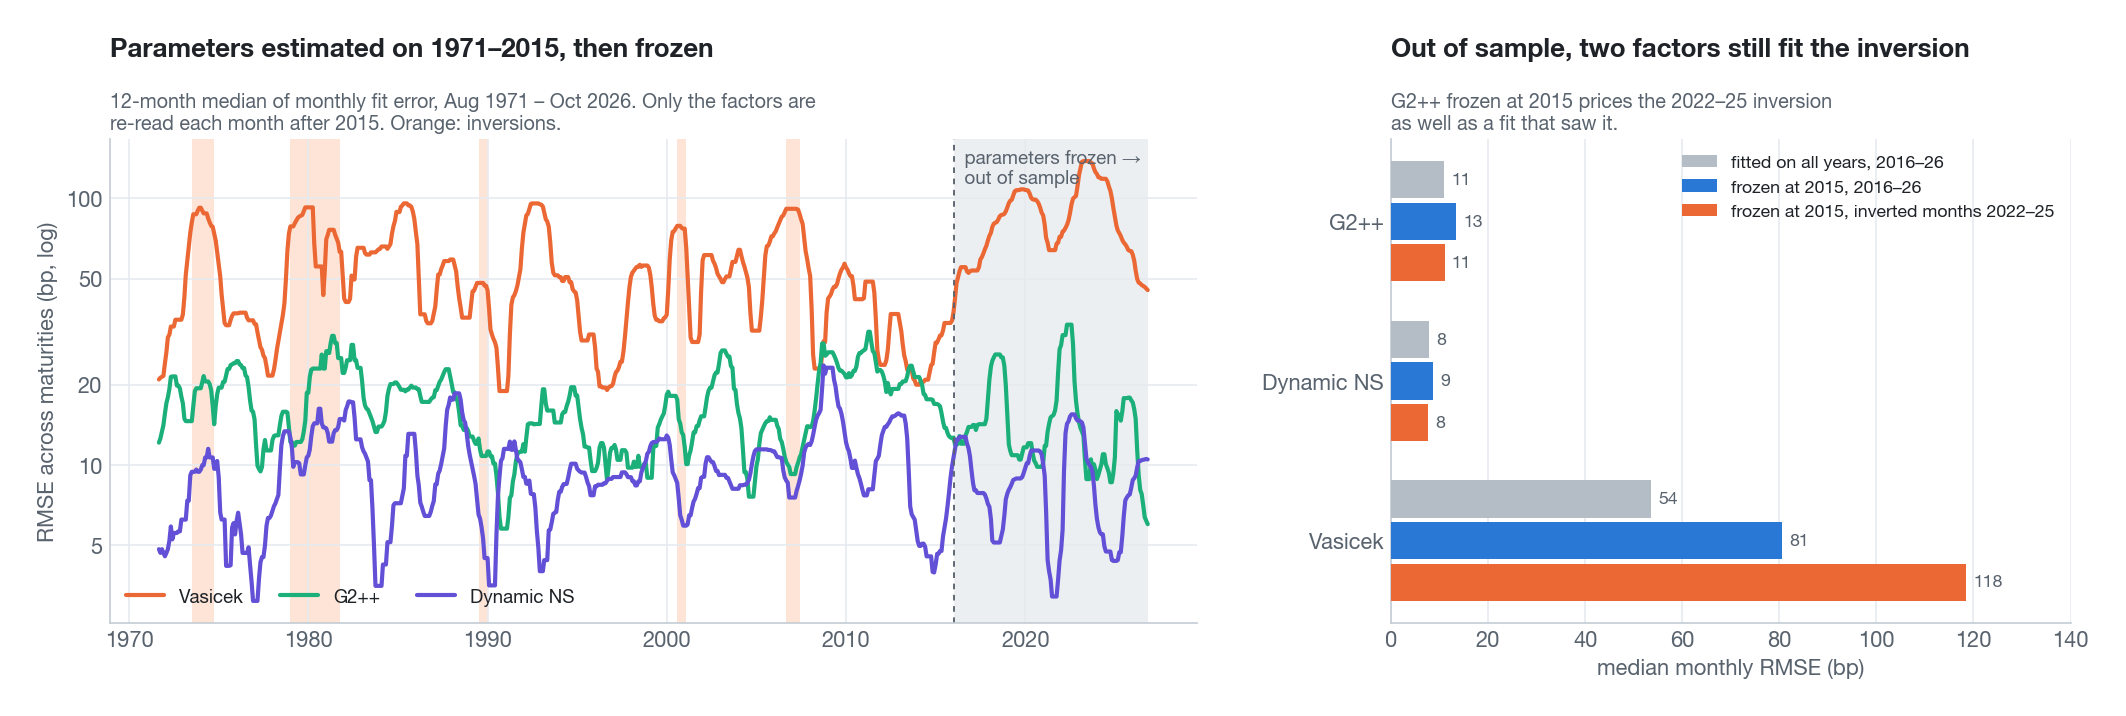 Parameters estimated on 1971–2015, then frozen
12-month median of monthly fit error, Aug 1971 – Oct 2026. Only the factors are
re-read each month after 2015. Orange: inversions.
parameters frozen →
out of sample
RMSE across maturities (bp, log)
100
50
20
10
5
Vasicek
G2++
Dynamic NS
1970
1980
1990
2000
2010
2020
Out of sample, two factors still fit the inversion
G2++ frozen at 2015 prices the 2022–25 inversion
as well as a fit that saw it.
fitted on all years, 2016–26
frozen at 2015, 2016–26
frozen at 2015, inverted months 2022–25
G2++
11
13
11
Dynamic NS
8
9
8
Vasicek
54
81
118
0
20
40
60
80
100
120
140
median monthly RMSE (bp)